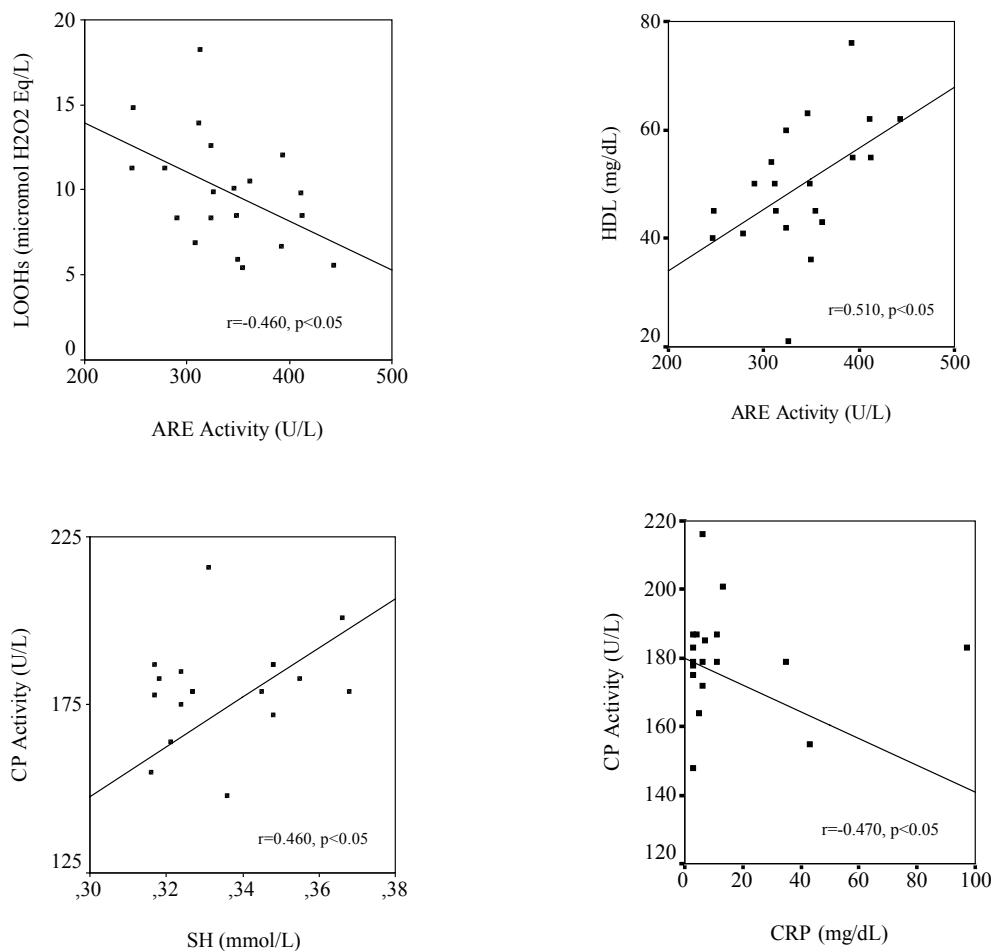 20
15
10
5
0
200 300 400 500
LOOHs (micromol H2O2 Eq/L)
ARE Activity (U/L)
r=-0.460, p<0.05
80
60
40
20
200 300 400 500
HDL (mg/dL)
ARE Activity (U/L)
r=0.510, p<0.05
225
175
125
,30 ,32 ,34 ,36 ,38
CP Activity (U/L)
SH (mmol/L)
r=0.460, p<0.05
220
200
180
160
140
120
0 20 40 60 80 100
CP Activity (U/L)
CRP (mg/dL)
r=-0.470, p<0.05